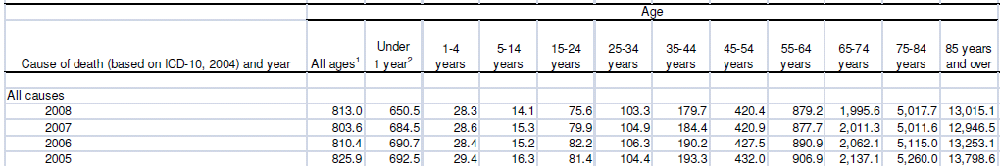 Age
Cause of death (based on ICD-10, 2004) and year All ages1 Under 1 year2 1-4 years 5-14 years 15-24 years 25-34 years 35-44 years 45-54 years 55-64 years 65-74 years 75-84 years 85 years and over
All causes
2008 813.0 650.5 28.3 14.1 75.6 103.3 179.7 420.4 879.2 1,995.6 5,017.7 13,015.1
2007 803.6 684.5 28.6 15.3 79.9 104.9 184.4 420.9 877.7 2,011.3 5,011.6 12,946.5
2006 810.4 690.7 28.4 15.2 82.2 106.3 190.2 427.5 890.9 2,062.1 5,115.0 13,253.1
2005 825.9 692.5 29.4 16.3 81.4 104.4 193.3 432.0 906.9 2,137.1 5,260.0 13,798.6